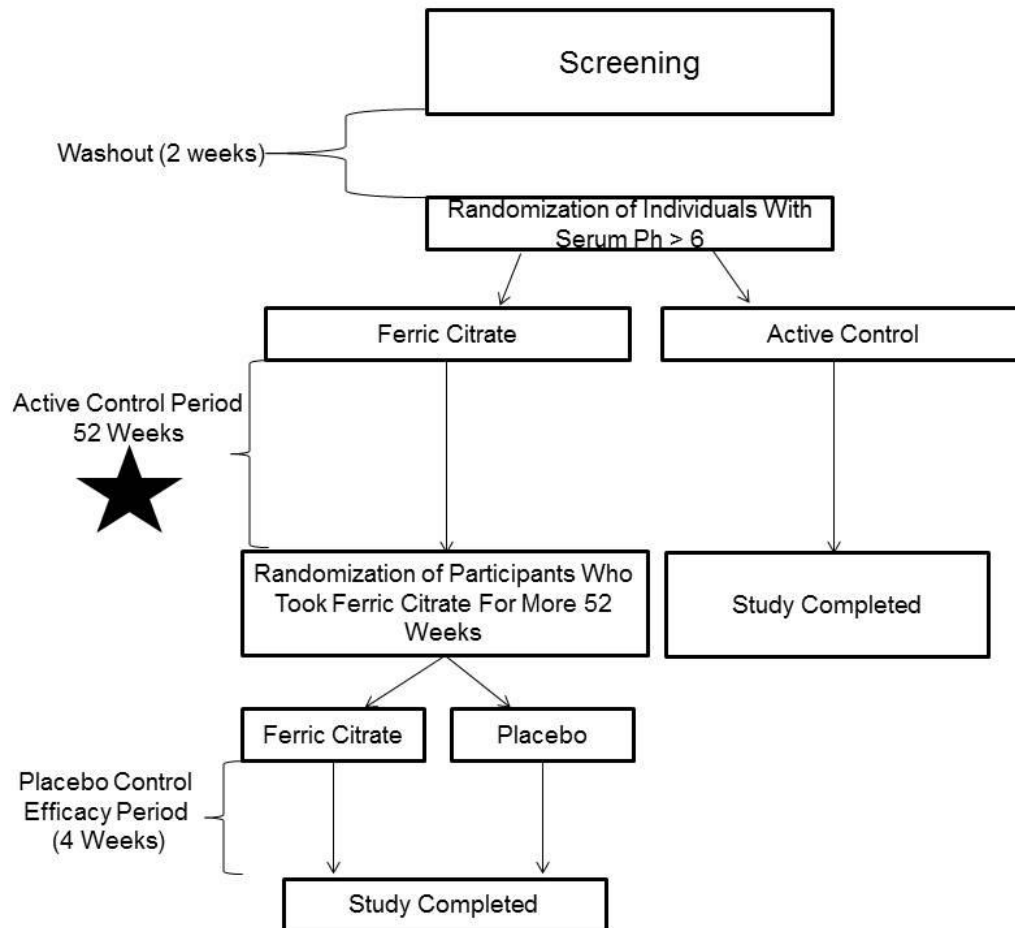 Screening
Washout (2 weeks)
Randomization of Individuals With
Serum Ph > 6
Ferric Citrate
Active Control
Active Control Period
52 Weeks
Randomization of Participants Who
Took Ferric Citrate For More 52
Weeks
Study Completed
Ferric Citrate
Placebo
Placebo Control
Efficacy Period
(4 Weeks)
Study Completed